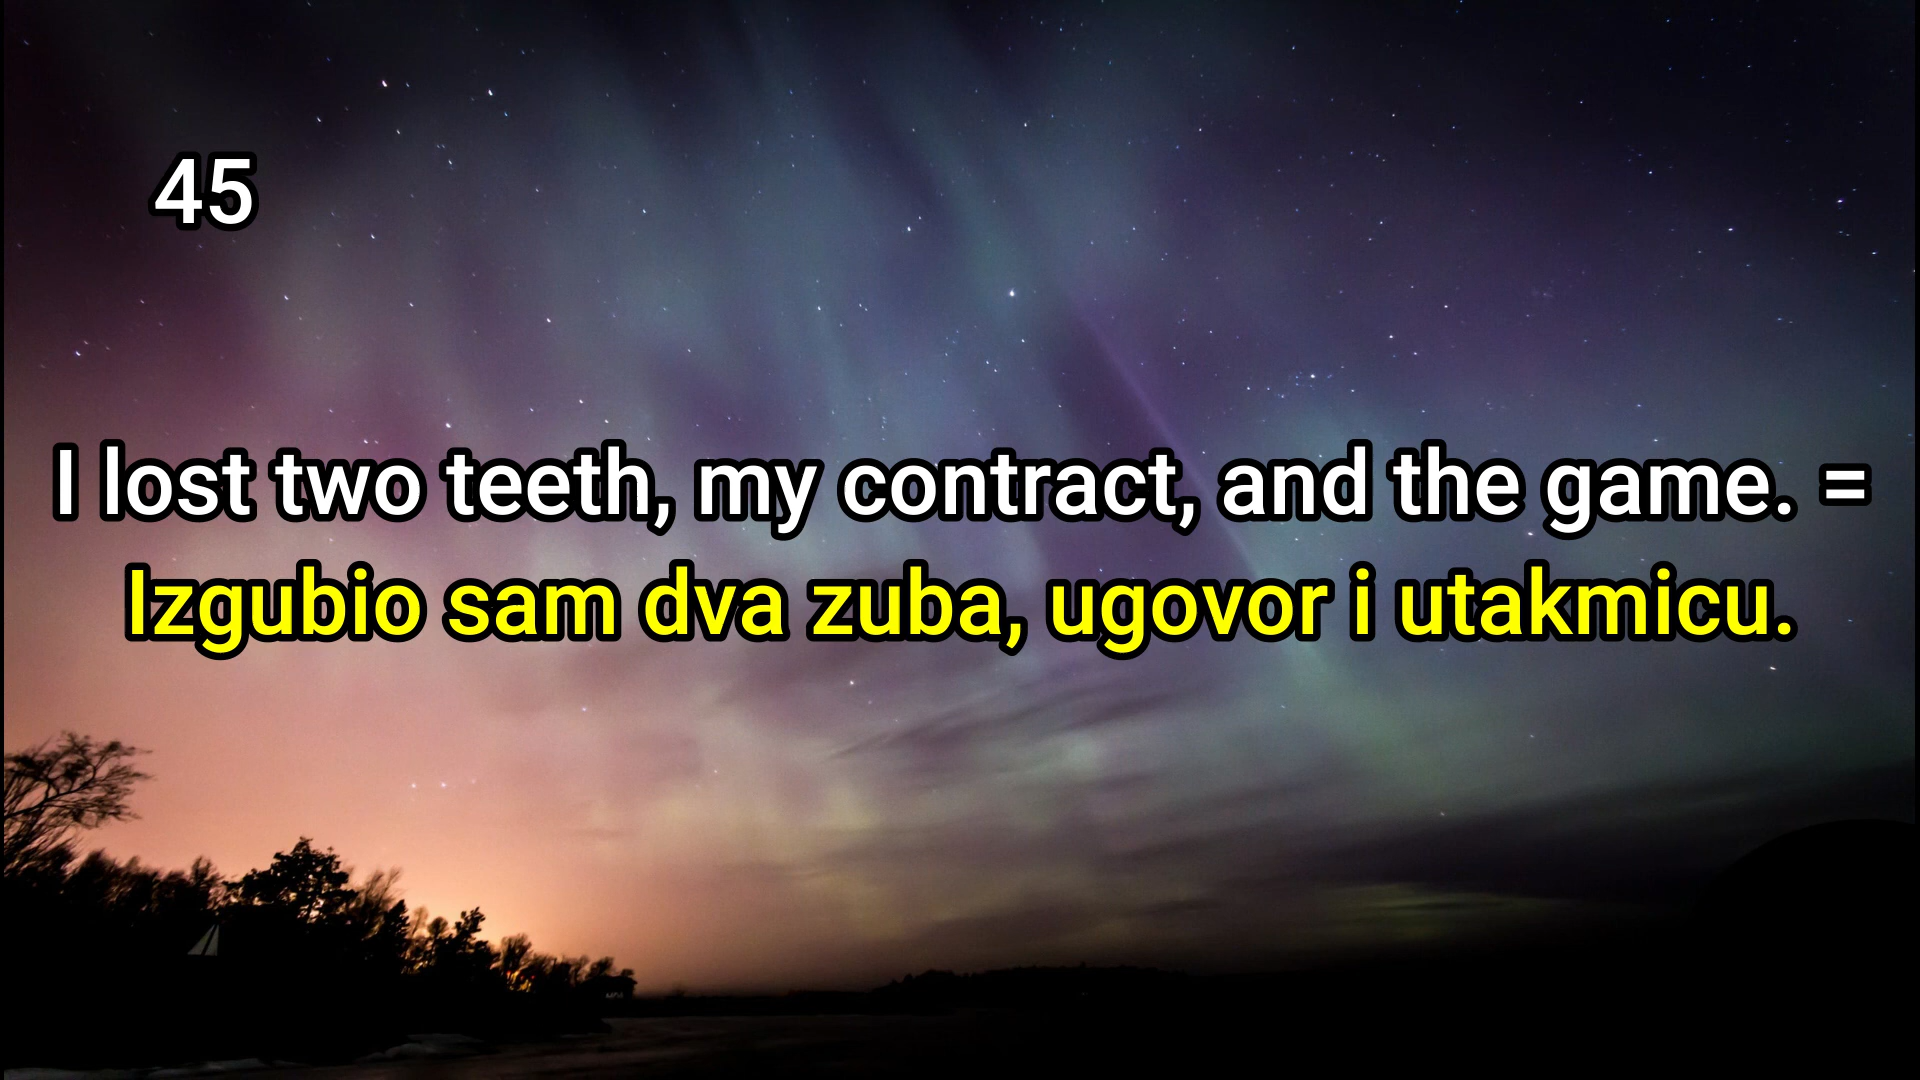 45
I lost two teeth, my contract, and the game. =
Izgubio sam dva zuba, ugovor i utakmicu.